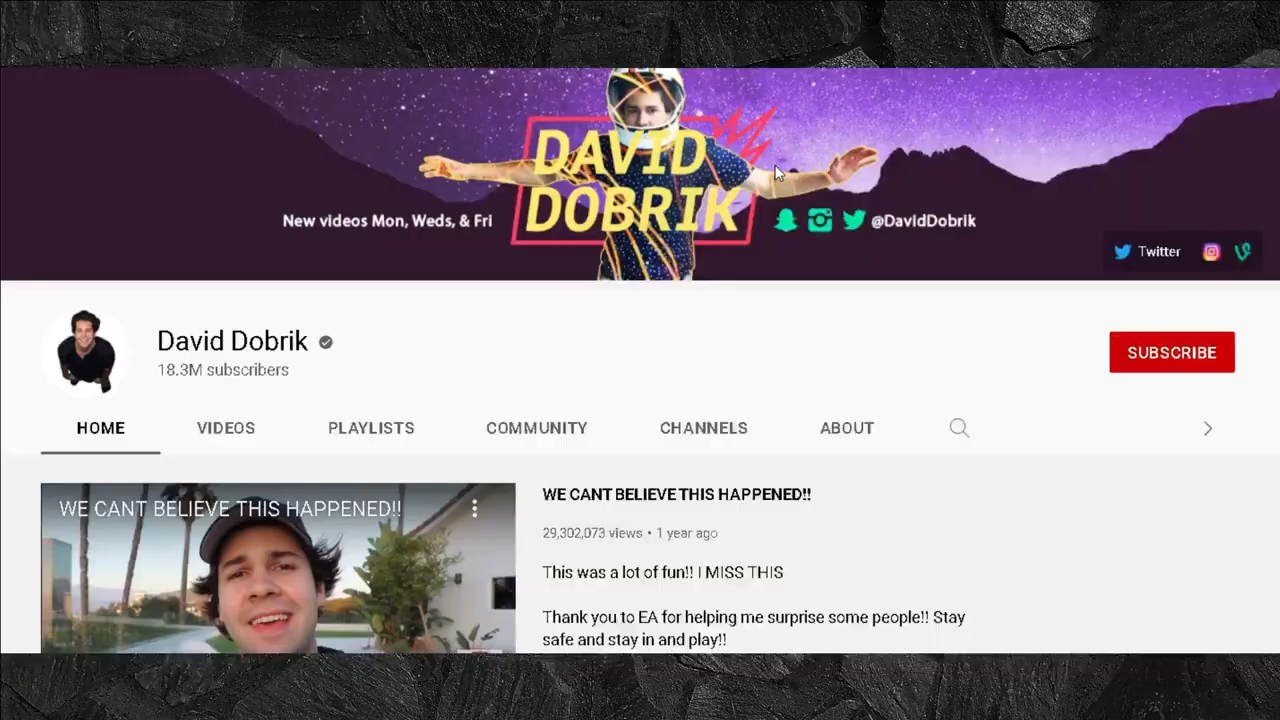 DAVID
DOBRIK
New videos Mon, Weds, & Fri
@DavidDobrik
Twitter
David Dobrik
18.3M subscribers
SUBSCRIBE
HOME VIDEOS PLAYLISTS COMMUNITY CHANNELS ABOUT
WE CANT BELIEVE THIS HAPPENED!!
WE CANT BELIEVE THIS HAPPENED!!
29,302,073 views • 1 year ago
This was a lot of fun!! I MISS THIS
Thank you to EA for helping me surprise some people!! Stay
safe and stay in and play!!